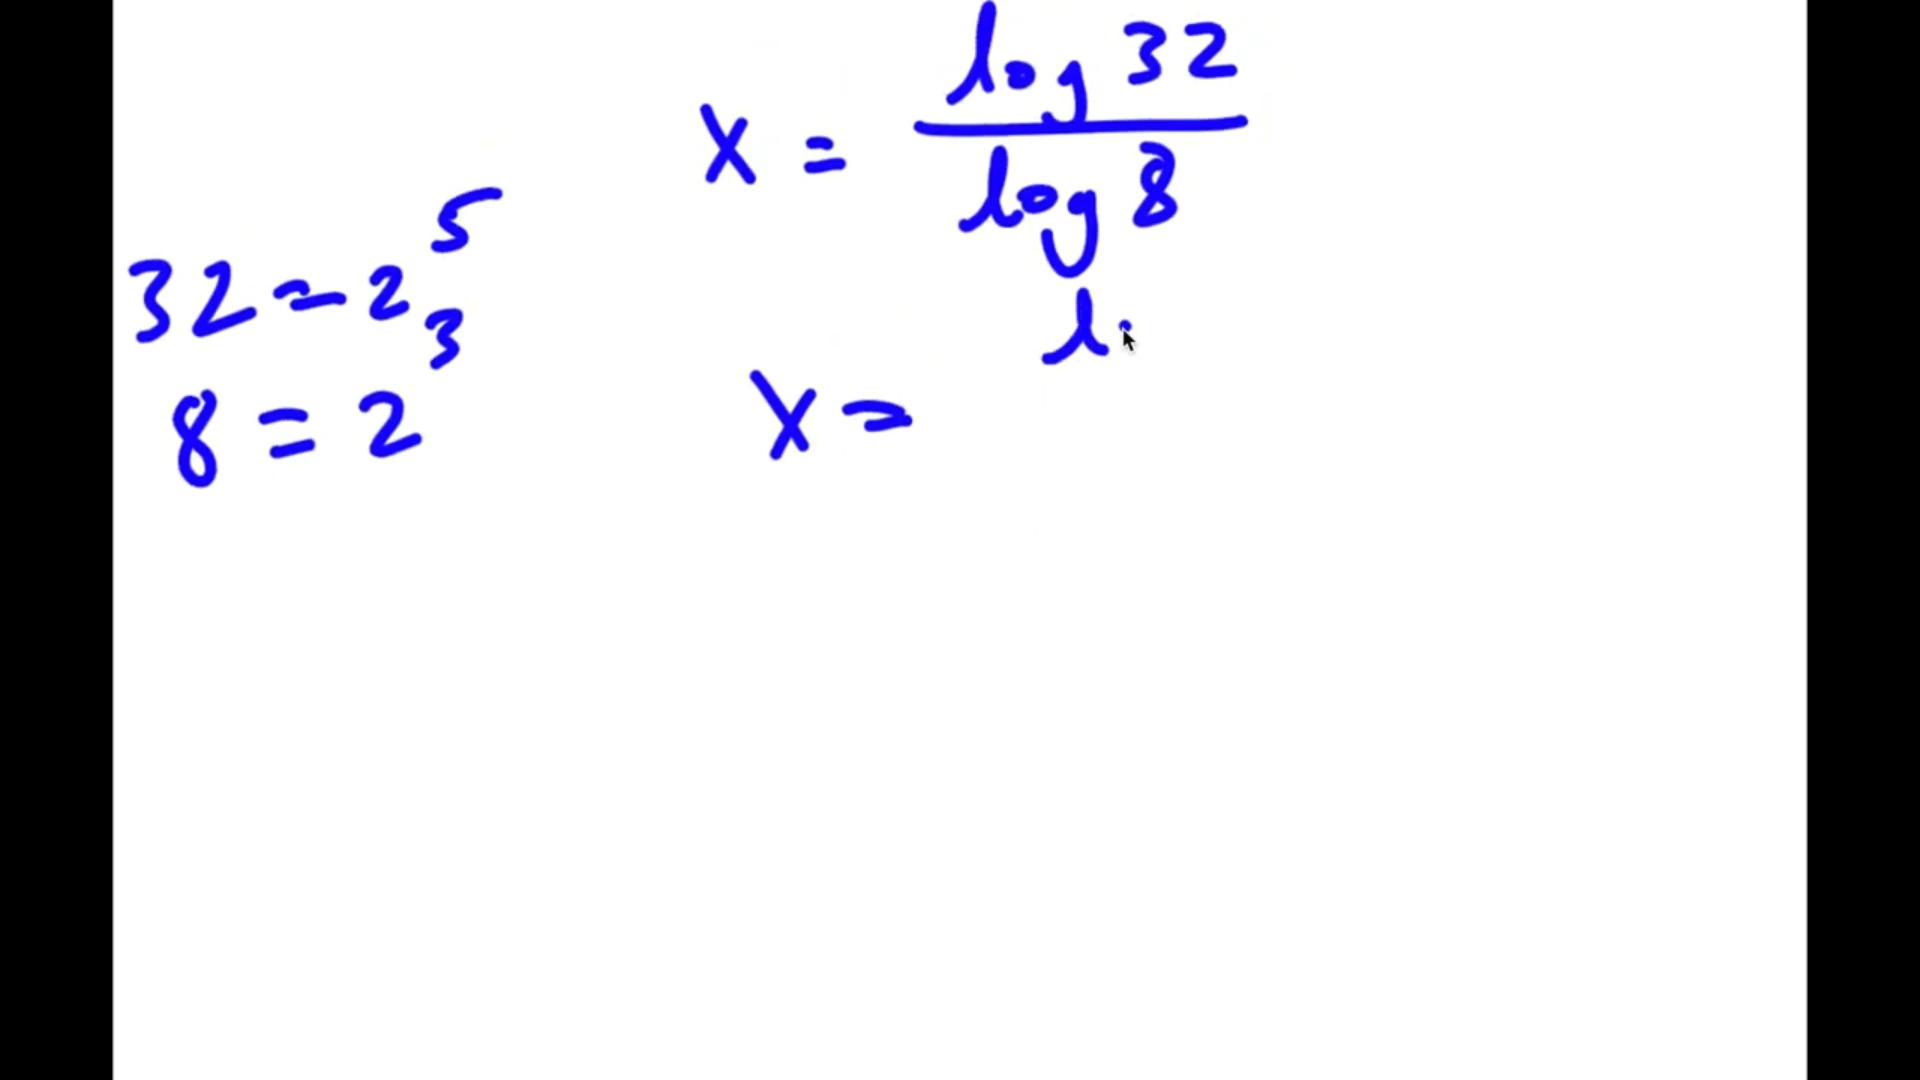 x = log 32 / log 8
32 = 2^5
8 = 2^3
x = l